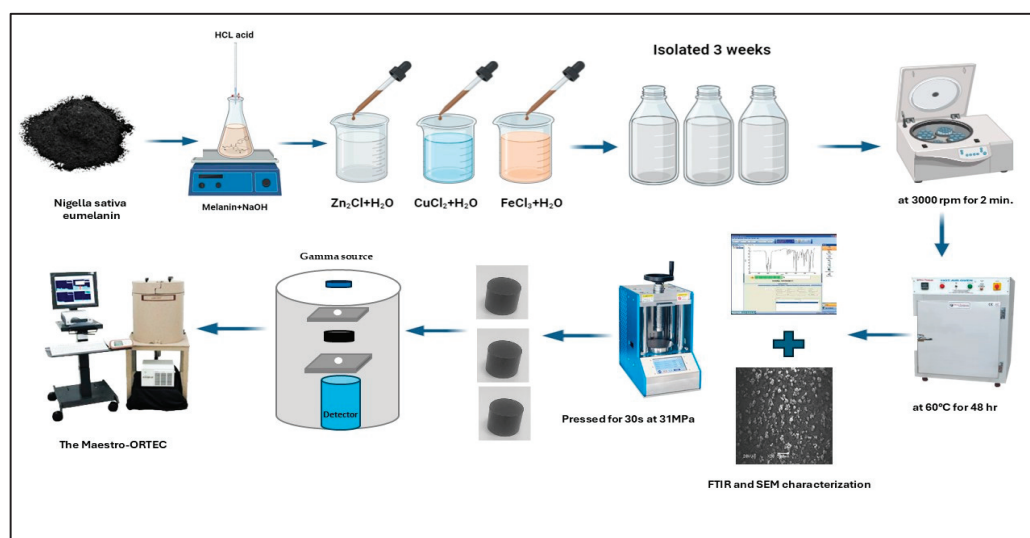 HCL acid
Isolated 3 weeks
Nigella sativa
eumelanin
Melanin+NaOH
Zn₂Cl+H₂O
CuCl₂+H₂O
FeCl₃+H₂O
at 3000 rpm for 2 min.
Gamma source
Detector
The Maestro-ORTEC
Pressed for 30s at 31MPa
at 60°C for 48 hr
FTIR and SEM characterization